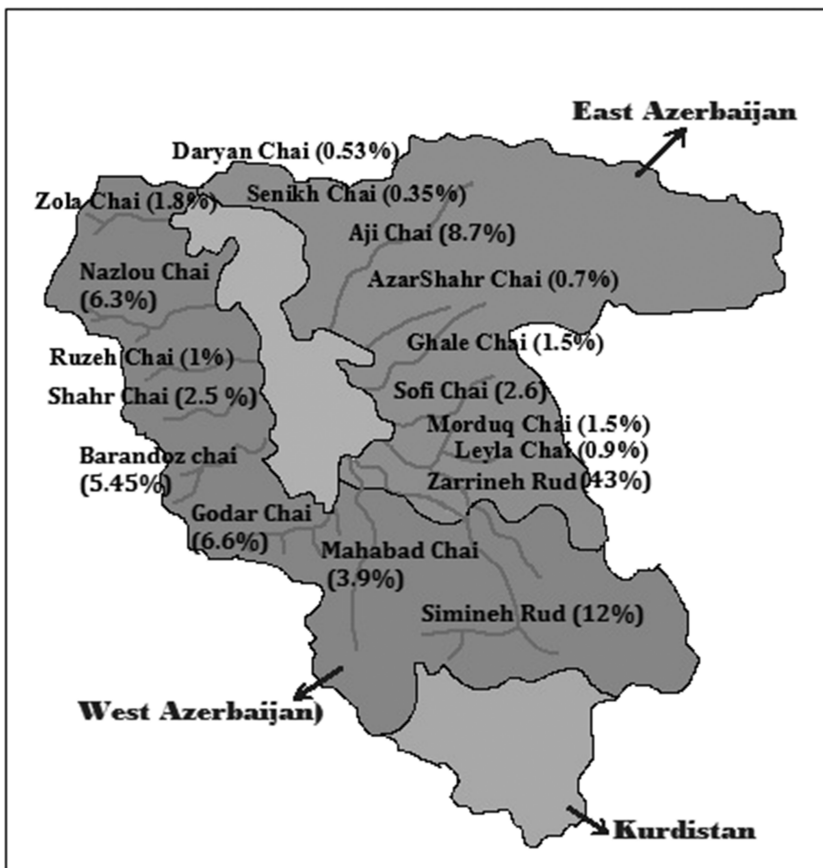 East Azerbaijan
Daryan Chai (0.53%)
Zola Chai (1.8%)
Senikh Chai (0.35%)
Aji Chai (8.7%)
Nazlou Chai
(6.3%)
AzarShahr Chai (0.7%)
Ghale Chai (1.5%)
Ruzeh Chai (1%)
Shahr Chai (2.5 %)
Sofi Chai (2.6)
Morduq Chai (1.5%)
Leyla Chai (0.9%)
Barandoz chai
(5.45%)
Zarrineh Rud (43%)
Godar Chai
(6.6%)
Mahabad Chai
(3.9%)
Simineh Rud (12%)
West Azerbaijan)
Kurdistan